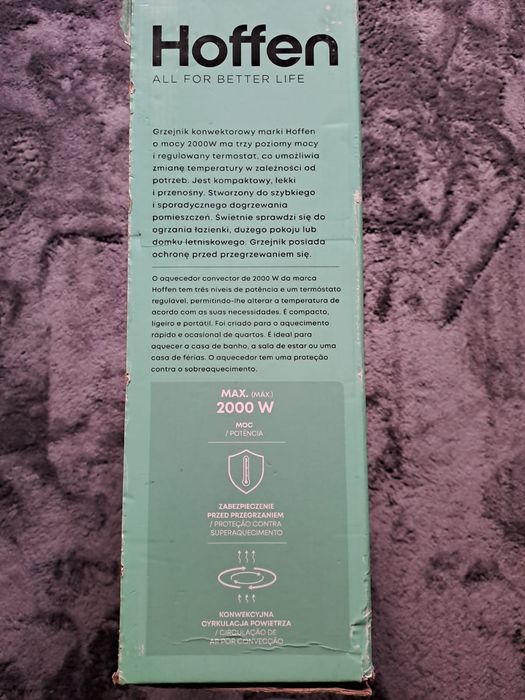 Hoffen
ALL FOR BETTER LIFE
Grzejnik konwektorowy marki Hoffen
o mocy 2000W ma trzy poziomy mocy
i regulowany termostat, co umożliwia
zmianę temperatury w zależności od
potrzeb. Jest kompaktowy, lekki
i przenośny. Stworzony do szybkiego
i sporadycznego dogrzewania
pomieszczeń. Świetnie sprawdzi się do
ogrzania łazienki, dużego pokoju lub
domku letniskowego. Grzejnik posiada
ochronę przed przegrzewaniem się.
O aquecedor convector de 2000 W da marca
Hoffen tem três níveis de potência e um termóstato
regulável, permitindo-lhe alterar a temperatura de
acordo com as suas necessidades. É compacto,
ligeiro e portátil. Foi criado para o aquecimento
rápido e ocasional de quartos. É ideal para
aquecer a casa de banho, a sala de estar ou uma
casa de férias. O aquecedor tem uma proteção
contra o sobreaquecimento.
MAX. (MÁX.)
2000 W
MOC
/ POTÊNCIA
ZABEZPIECZENIE
PRZED PRZEGRZANIEM
/ PROTEÇÃO CONTRA
SUPERAQUECIMENTO
KONWEKCYJNA
CYRKULACJA POWIETRZA
/ CIRCULAÇÃO DE
AR POR CONVECÇÃO